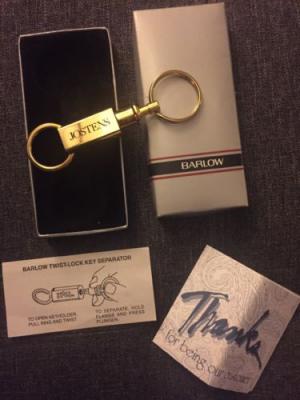 JOSTENS
BARLOW
BARLOW TWIST-LOCK KEY SEPARATOR
TO OPEN KEYHOLDER,
PULL RING AND TWIST.
TO SEPARATE, HOLD
FLANGE AND PRESS
PLUNGER.
Thanks
for being our